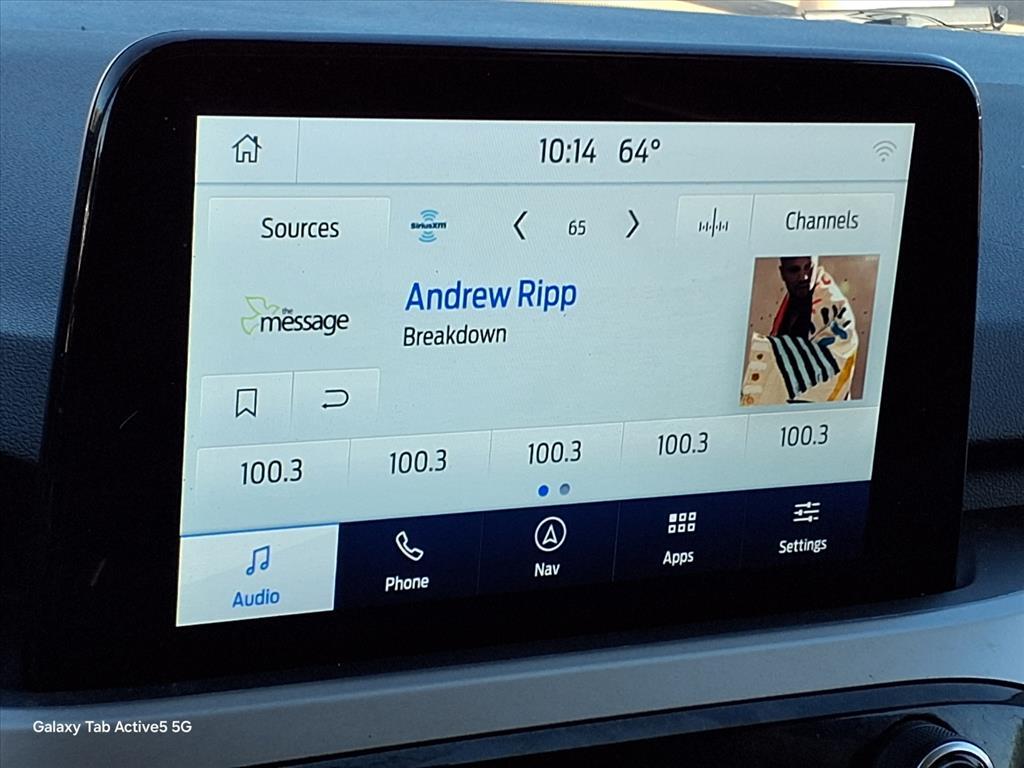 10:14 64°
Sources
SiriusXM
65
Channels
the
message
Andrew Ripp
Breakdown
100.3
100.3
100.3
100.3
100.3
Audio
Phone
Nav
Apps
Settings
Galaxy Tab Active5 5G